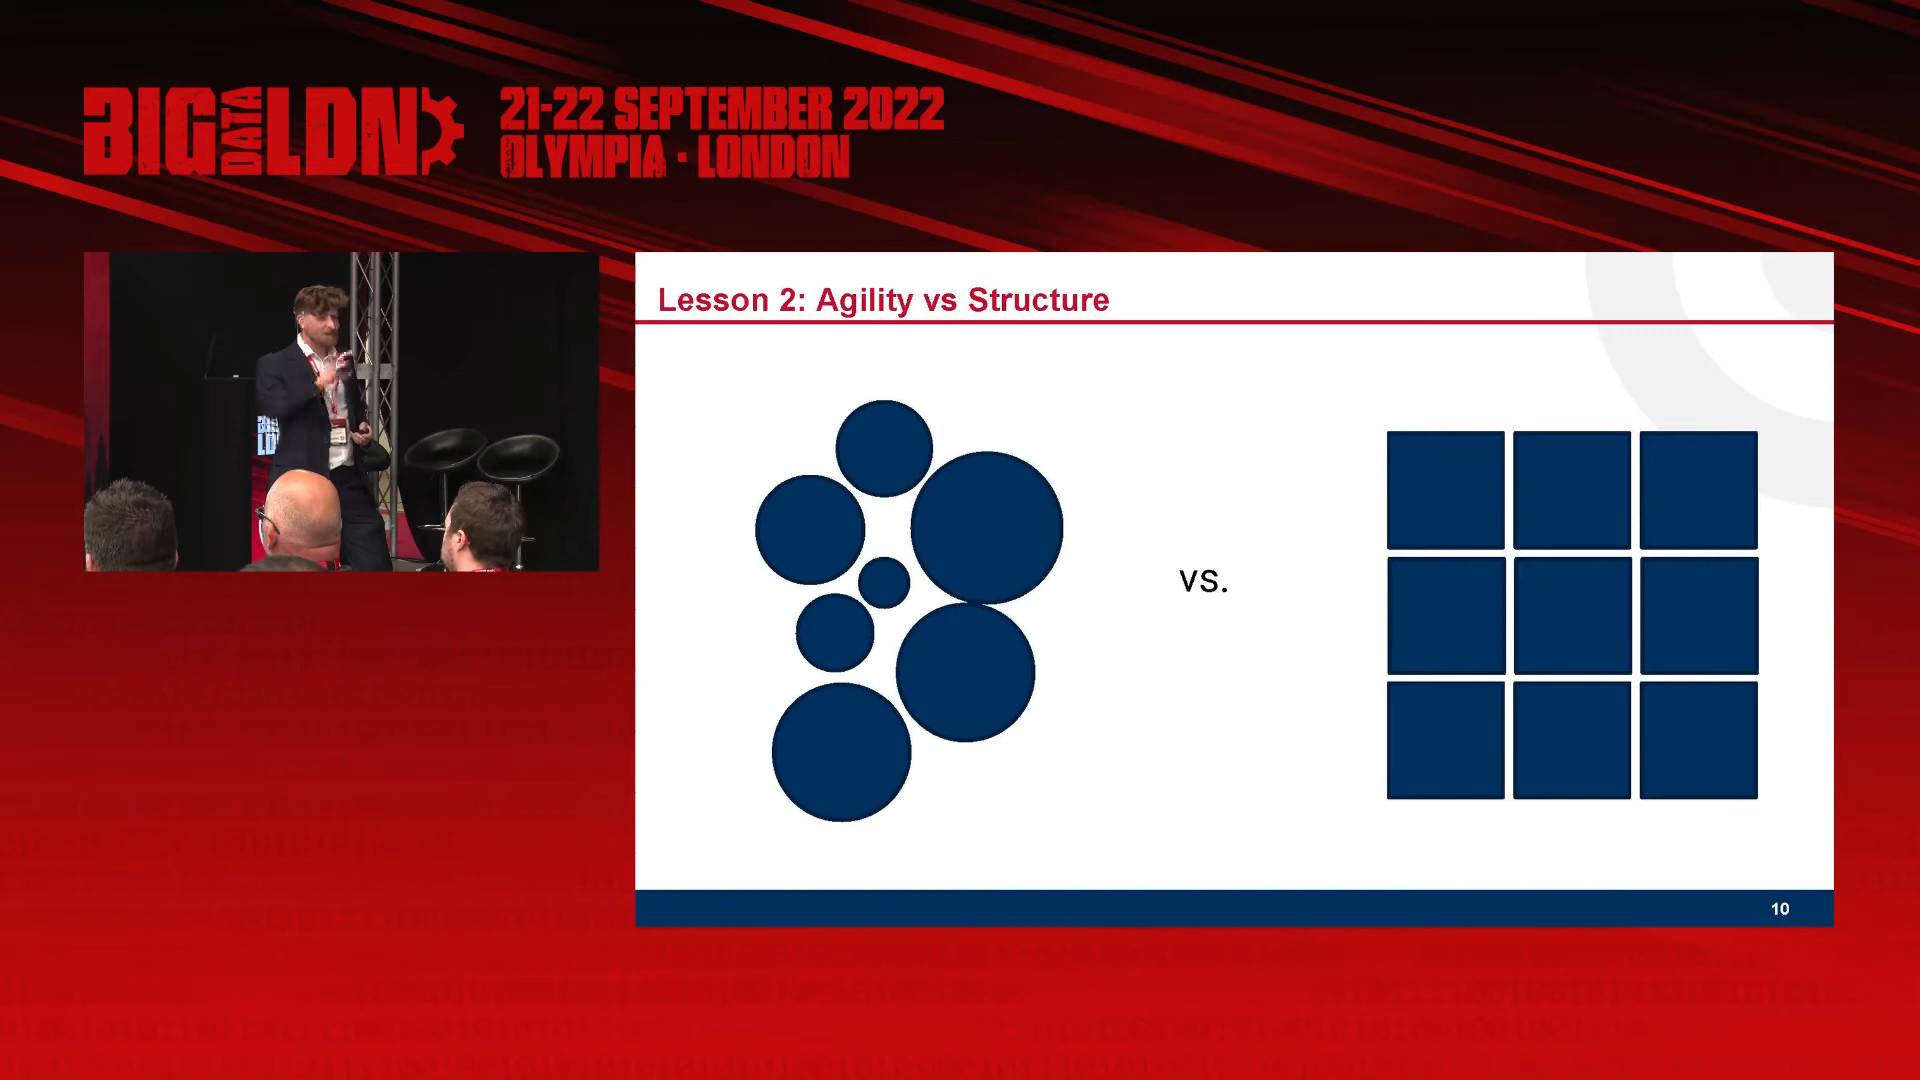 BIG DATA LDN
21-22 SEPTEMBER 2022
OLYMPIA · LONDON
Lesson 2: Agility vs Structure
vs.
10